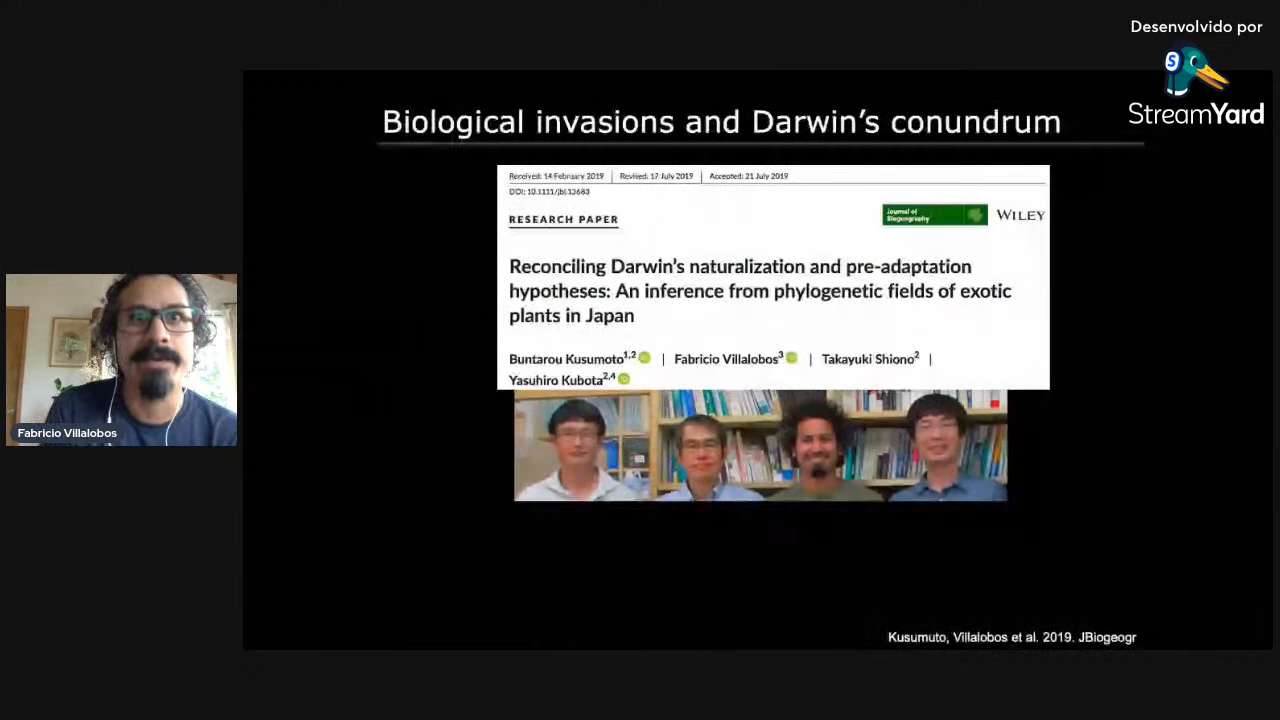 Desenvolvido por
StreamYard
Biological invasions and Darwin's conundrum
Received: 14 February 2019 | Revised: 17 July 2019 | Accepted: 21 July 2019
DOI: 10.1111/jbi.13683
RESEARCH PAPER
Journal of
Biogeography
WILEY
Reconciling Darwin's naturalization and pre-adaptation
hypotheses: An inference from phylogenetic fields of exotic
plants in Japan
Buntarou Kusumoto1,2 | Fabricio Villalobos3 | Takayuki Shiono2 |
Yasuhiro Kubota2,4
Fabricio Villalobos
Kusumuto, Villalobos et al. 2019. JBiogeogr